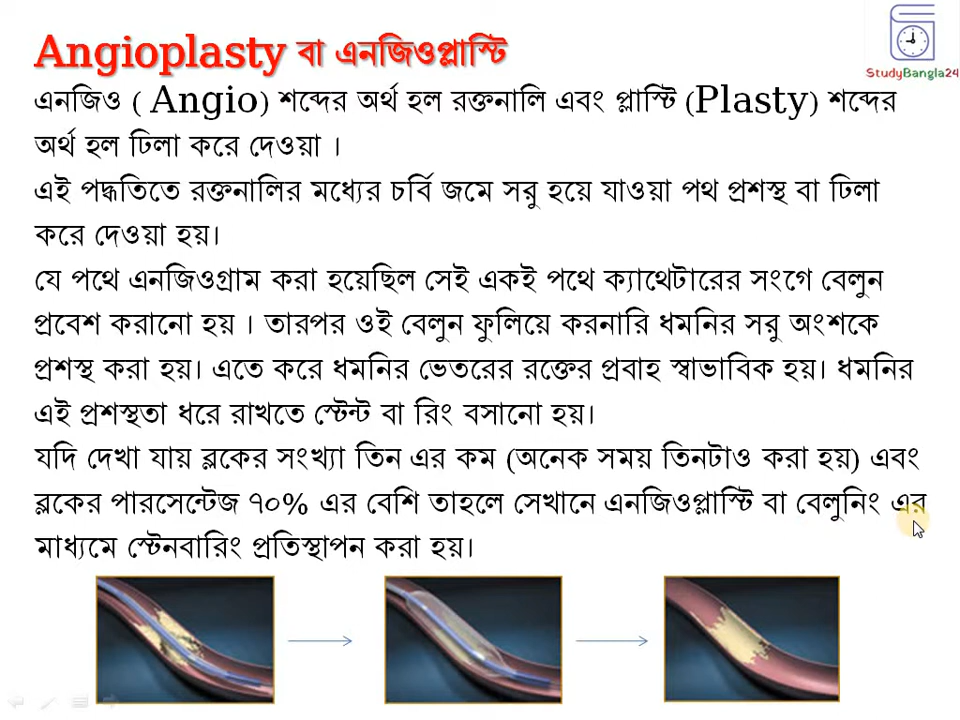 StudyBangla24
Angioplasty বা এনজিওপ্লাস্টি
এনজিও ( Angio) শব্দের অর্থ হল রক্তনালি এবং প্লাস্টি (Plasty) শব্দের
অর্থ হল ঢিলা করে দেওয়া ।
এই পদ্ধতিতে রক্তনালির মধ্যের চর্বি জমে সরু হয়ে যাওয়া পথ প্রশস্থ বা ঢিলা
করে দেওয়া হয়।
যে পথে এনজিওগ্রাম করা হয়েছিল সেই একই পথে ক্যাথেটারের সংগে বেলুন
প্রবেশ করানো হয় । তারপর ওই বেলুন ফুলিয়ে করনারি ধমনির সরু অংশকে
প্রশস্থ করা হয়। এতে করে ধমনির ভেতরের রক্তের প্রবাহ স্বাভাবিক হয়। ধমনির
এই প্রশস্থতা ধরে রাখতে স্টেন্ট বা রিং বসানো হয়।
যদি দেখা যায় ব্লকের সংখ্যা তিন এর কম (অনেক সময় তিনটাও করা হয়) এবং
ব্লকের পারসেন্টেজ ৭০% এর বেশি তাহলে সেখানে এনজিওপ্লাস্টি বা বেলুনিং এর
মাধ্যমে স্টেনবারিং প্রতিস্থাপন করা হয়।